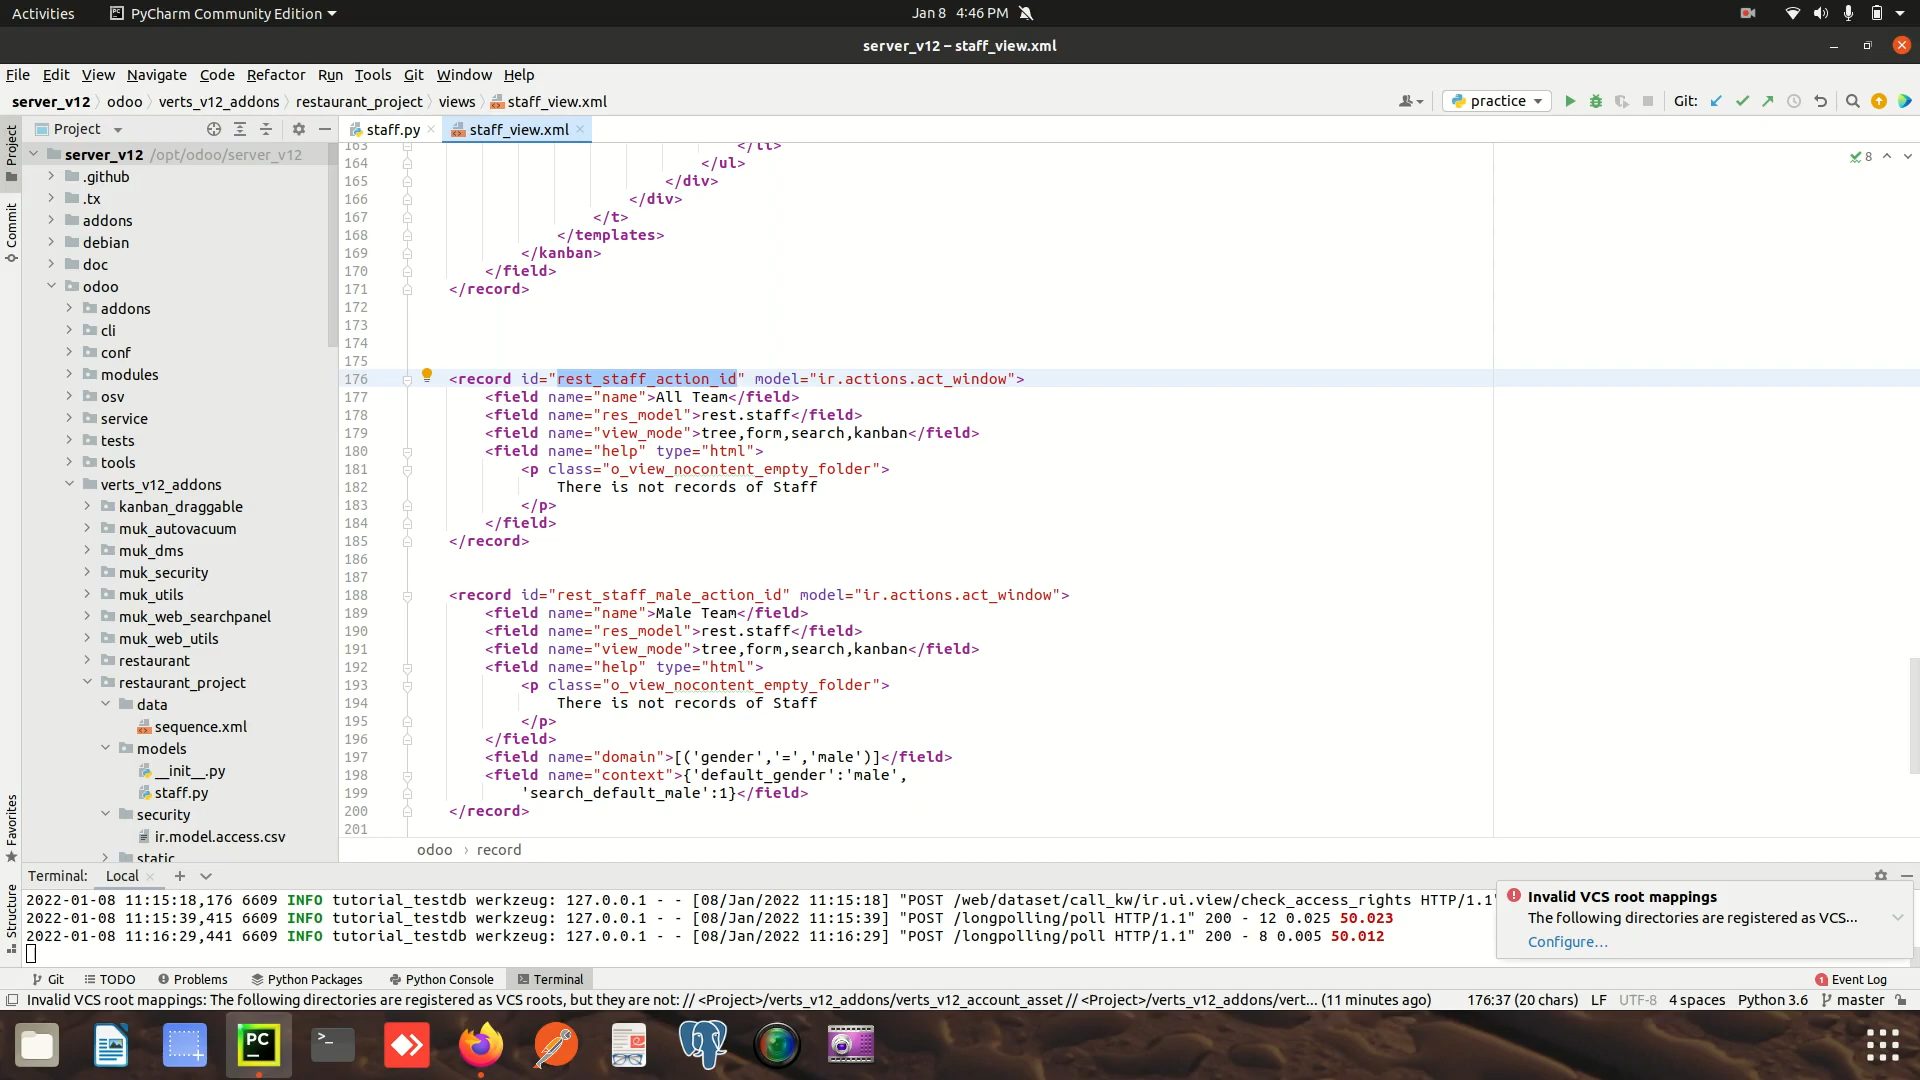 Activities PyCharm Community Edition Jan 8 4:46 PM
server_v12 – staff_view.xml
File Edit View Navigate Code Refactor Run Tools Git Window Help
server_v12 odoo verts_v12_addons restaurant_project views staff_view.xml practice Git:
Project
Commit
Favorites
Structure
Project
server_v12 /opt/odoo/server_v12
.github
.tx
addons
debian
doc
odoo
addons
cli
conf
modules
osv
service
tests
tools
verts_v12_addons
kanban_draggable
muk_autovacuum
muk_dms
muk_security
muk_utils
muk_web_searchpanel
muk_web_utils
restaurant
restaurant_project
data
sequence.xml
models
__init__.py
staff.py
security
ir.model.access.csv
static
staff.py staff_view.xml
8
163 </li>
164 </ul>
165 </div>
166 </div>
167 </t>
168 </templates>
169 </kanban>
170 </field>
171 </record>
172
173
174
175
176 <record id="rest_staff_action_id" model="ir.actions.act_window">
177 <field name="name">All Team</field>
178 <field name="res_model">rest.staff</field>
179 <field name="view_mode">tree,form,search,kanban</field>
180 <field name="help" type="html">
181 <p class="o_view_nocontent_empty_folder">
182 There is not records of Staff
183 </p>
184 </field>
185 </record>
186
187
188 <record id="rest_staff_male_action_id" model="ir.actions.act_window">
189 <field name="name">Male Team</field>
190 <field name="res_model">rest.staff</field>
191 <field name="view_mode">tree,form,search,kanban</field>
192 <field name="help" type="html">
193 <p class="o_view_nocontent_empty_folder">
194 There is not records of Staff
195 </p>
196 </field>
197 <field name="domain">[('gender','=','male')]</field>
198 <field name="context">{'default_gender':'male',
199 'search_default_male':1}</field>
200 </record>
201
odoo › record
Terminal: Local
2022-01-08 11:15:18,176 6609 INFO tutorial_testdb werkzeug: 127.0.0.1 - - [08/Jan/2022 11:15:18] "POST /web/dataset/call_kw/ir.ui.view/check_access_rights HTTP/1.1"
2022-01-08 11:15:39,415 6609 INFO tutorial_testdb werkzeug: 127.0.0.1 - - [08/Jan/2022 11:15:39] "POST /longpolling/poll HTTP/1.1" 200 - 12 0.025 50.023
2022-01-08 11:16:29,441 6609 INFO tutorial_testdb werkzeug: 127.0.0.1 - - [08/Jan/2022 11:16:29] "POST /longpolling/poll HTTP/1.1" 200 - 8 0.005 50.012
Invalid VCS root mappings
The following directories are registered as VCS...
Configure...
Git TODO Problems Python Packages Python Console Terminal 1 Event Log
Invalid VCS root mappings: The following directories are registered as VCS roots, but they are not: // <Project>/verts_v12_addons/verts_v12_account_asset // <Project>/verts_v12_addons/vert... (11 minutes ago) 176:37 (20 chars) LF UTF-8 4 spaces Python 3.6 master
PC